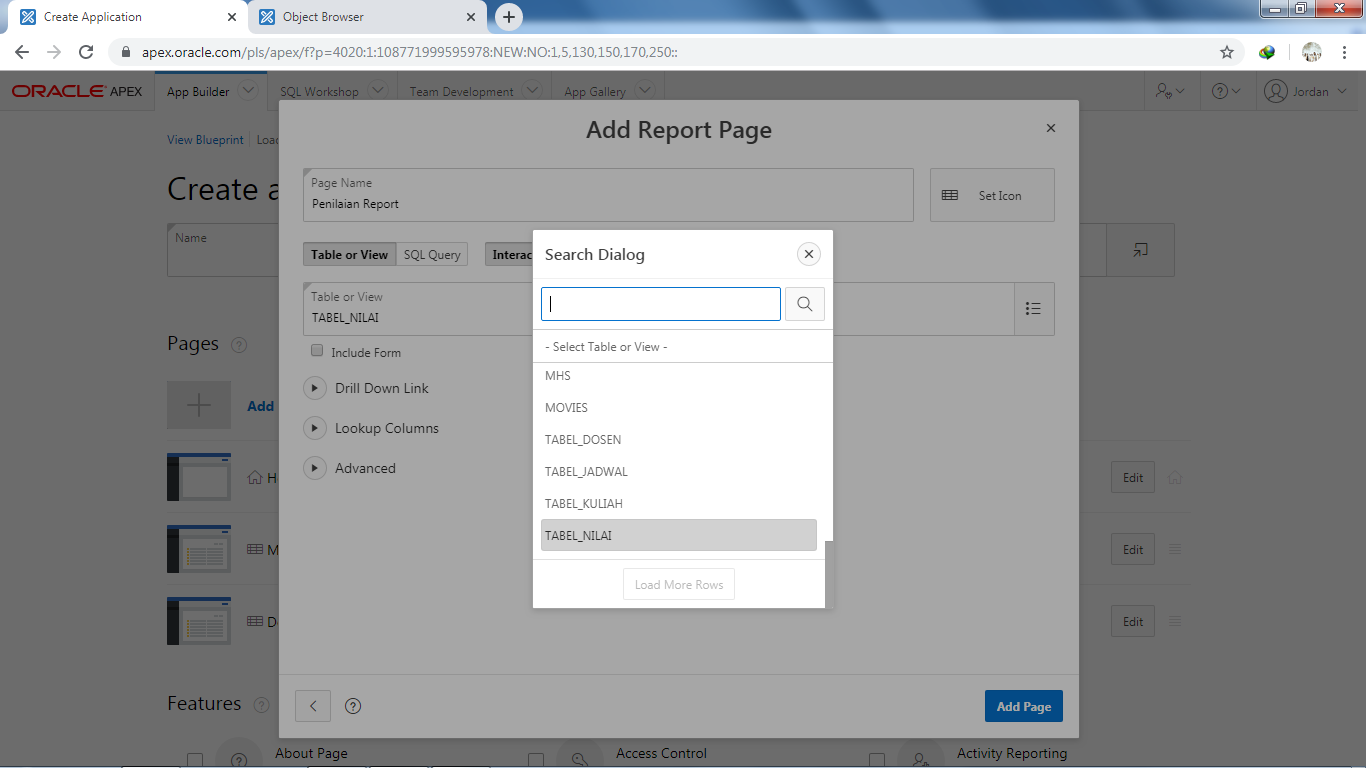 Create Application
Object Browser
apex.oracle.com/pls/apex/f?p=4020:1:108771999595978:NEW:NO:1,5,130,150,170,250::
ORACLE APEX
App Builder
SQL Workshop
Team Development
App Gallery
Jordan
View Blueprint
Add Report Page
Page Name
Penilaian Report
Set Icon
Create a
Name
Table or View
SQL Query
Interac
Table or View
TABEL_NILAI
Include Form
Drill Down Link
Lookup Columns
Advanced
Search Dialog
- Select Table or View -
MHS
MOVIES
TABEL_DOSEN
TABEL_JADWAL
TABEL_KULIAH
TABEL_NILAI
Load More Rows
Pages
Add
H
Edit
M
Edit
D
Edit
Add Page
Features
About Page
Access Control
Activity Reporting